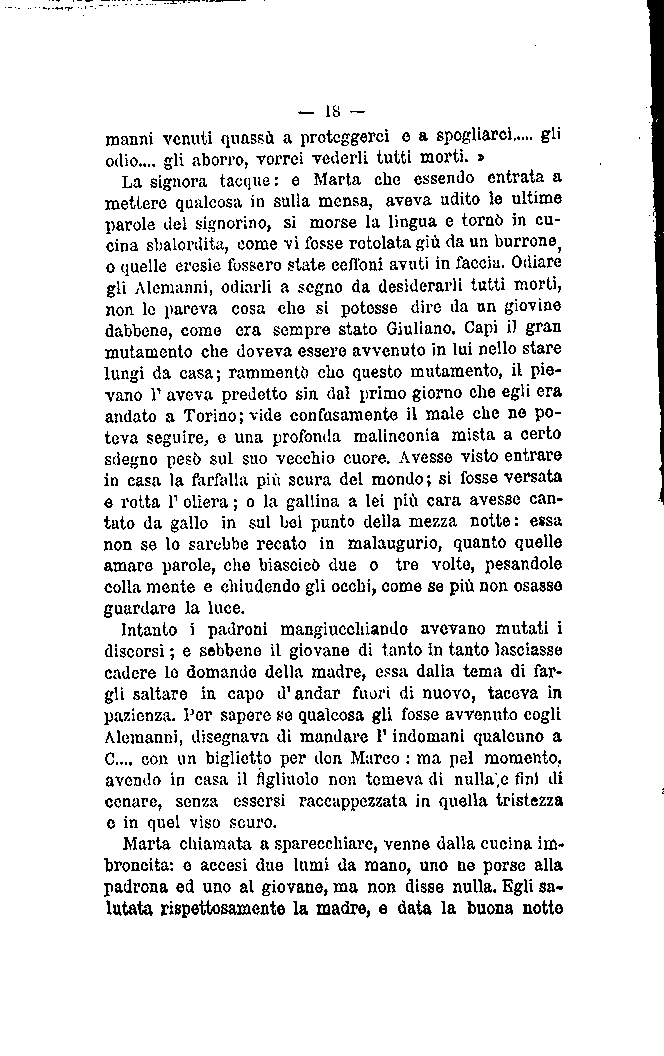 — 18 —
manni venuti quassù a proteggerci e a spogliarci..... gli
odio.... gli aborro, vorrei vederli tutti morti. »
La signora tacque: e Marta che essendo entrata a
mettere qualcosa in sulla mensa, aveva udito le ultime
parole del signorino, si morse la lingua e tornò in cu-
cina sbalordita, come vi fosse rotolata giù da un burrone,
o quelle eresie fossero state ceffoni avuti in faccia. Odiare
gli Alemanni, odiarli a segno da desiderarli tutti morti,
non le pareva cosa che si potesse dire da un giovine
dabbene, come era sempre stato Giuliano. Capì il gran
mutamento che doveva essere avvenuto in lui nello stare
lungi da casa; rammentò che questo mutamento, il pie-
vano l' aveva predetto sin dal primo giorno che egli era
andato a Torino; vide confusamente il male che ne po-
teva seguire, e una profonda malinconia mista a certo
sdegno pesò sul suo vecchio cuore. Avesse visto entrare
in casa la farfalla più scura del mondo; si fosse versata
e rotta l' oliera; o la gallina a lei più cara avesse can-
tato da gallo in sul bel punto della mezza notte: essa
non se lo sarebbe recato in malaugurio, quanto quelle
amare parole, che biascicò due o tre volte, pesandole
colla mente e chiudendo gli occhi, come se più non osasse
guardare la luce.
Intanto i padroni mangiucchiando avevano mutati i
discorsi; e sebbene il giovane di tanto in tanto lasciasse
cadere le domande della madre, essa dalla tema di far-
gli saltare in capo d' andar fuori di nuovo, taceva in
pazienza. Per sapere se qualcosa gli fosse avvenuto cogli
Alemanni, disegnava di mandare l' indomani qualcuno a
C.... con un biglietto per don Marco: ma pel momento,
avendo in casa il figliuolo non temeva di nulla; e finì di
cenare, senza essersi raccappezzata in quella tristezza
e in quel viso scuro.
Marta chiamata a sparecchiare, venne dalla cucina im-
broncita: e accesi due lumi da mano, uno ne porse alla
padrona ed uno al giovane, ma non disse nulla. Egli sa-
lutata rispettosamente la madre, e data la buona notte